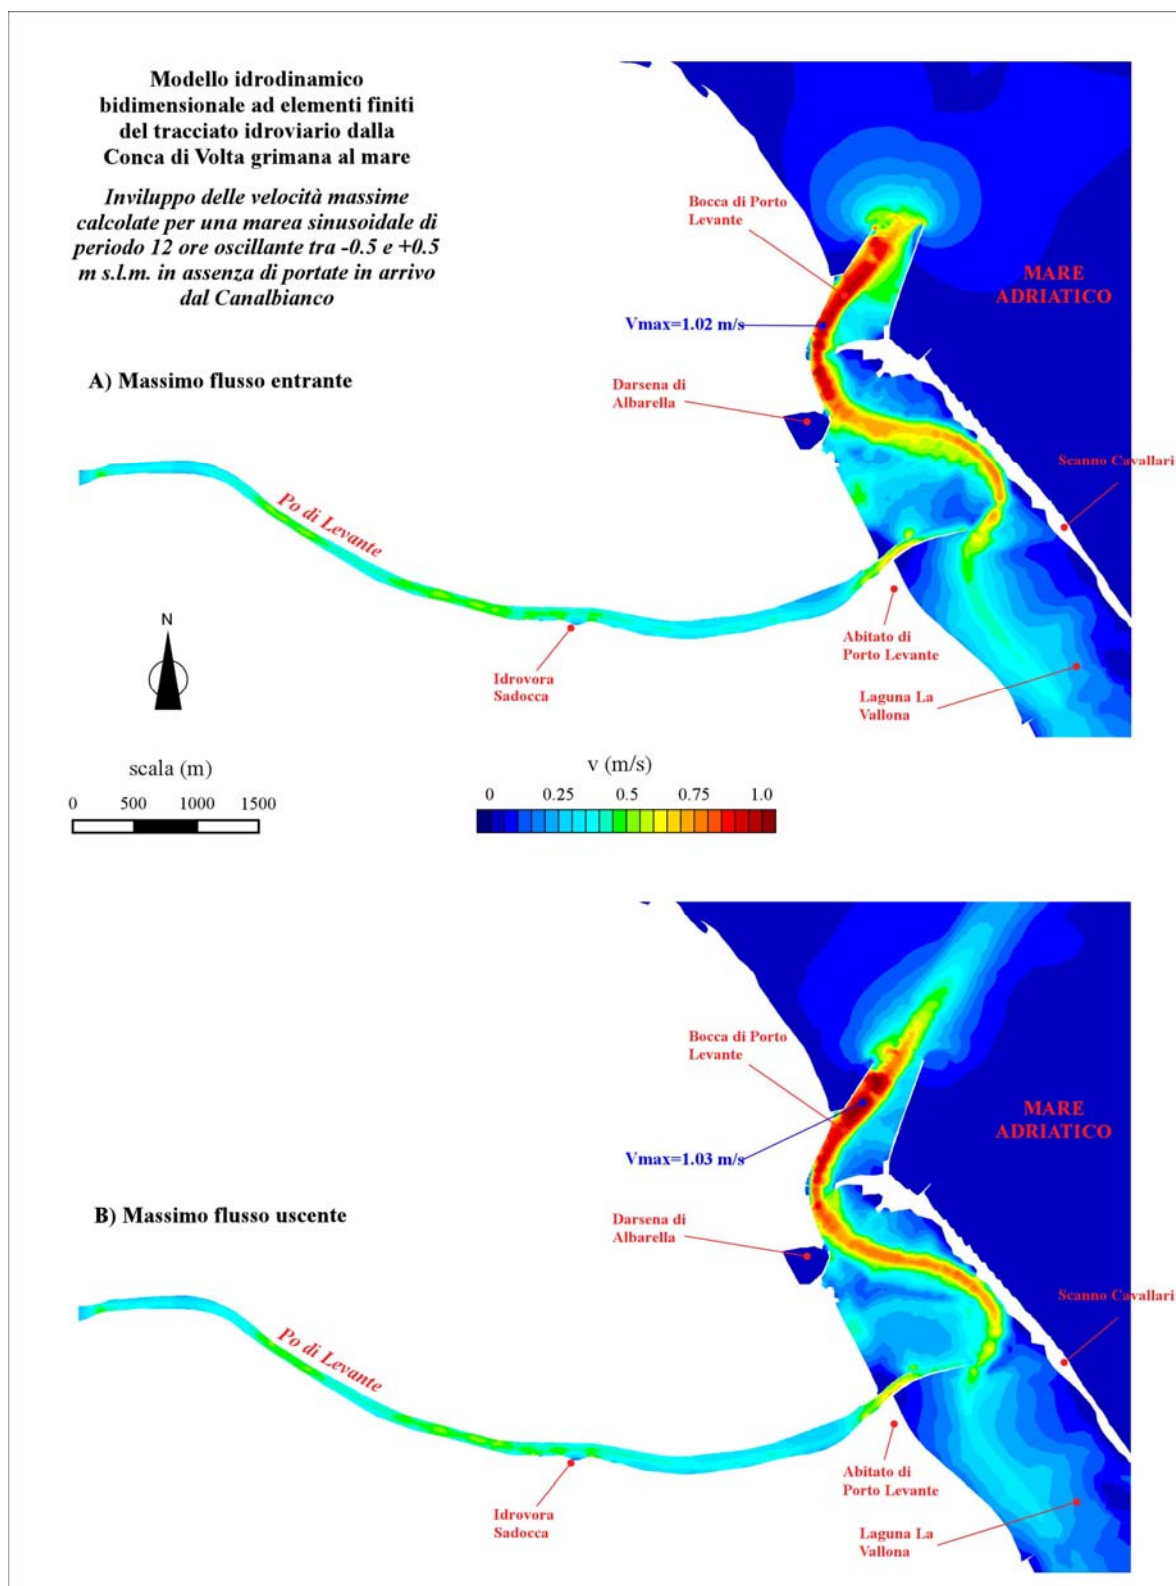 Modello idrodinamico
bidimensionale ad elementi finiti
del tracciato idroviario dalla
Conca di Volta grimana al mare
Inviluppo delle velocità massime
calcolate per una marea sinusoidale di
periodo 12 ore oscillante tra -0.5 e +0.5
m s.l.m. in assenza di portate in arrivo
dal Canalbianco
Bocca di Porto
Levante
MARE
ADRIATICO
Vmax=1.02 m/s
A) Massimo flusso entrante
Darsena di
Albarella
Scanno Cavallari
Po di Levante
Abitato di
Porto Levante
N
Idrovora
Sadocca
Laguna La
Vallona
scala (m)
0 500 1000 1500
v (m/s)
0 0.25 0.5 0.75 1.0
Bocca di Porto
Levante
MARE
ADRIATICO
Vmax=1.03 m/s
B) Massimo flusso uscente
Darsena di
Albarella
Scanno Cavallari
Po di Levante
Abitato di
Porto Levante
Idrovora
Sadocca
Laguna La
Vallona